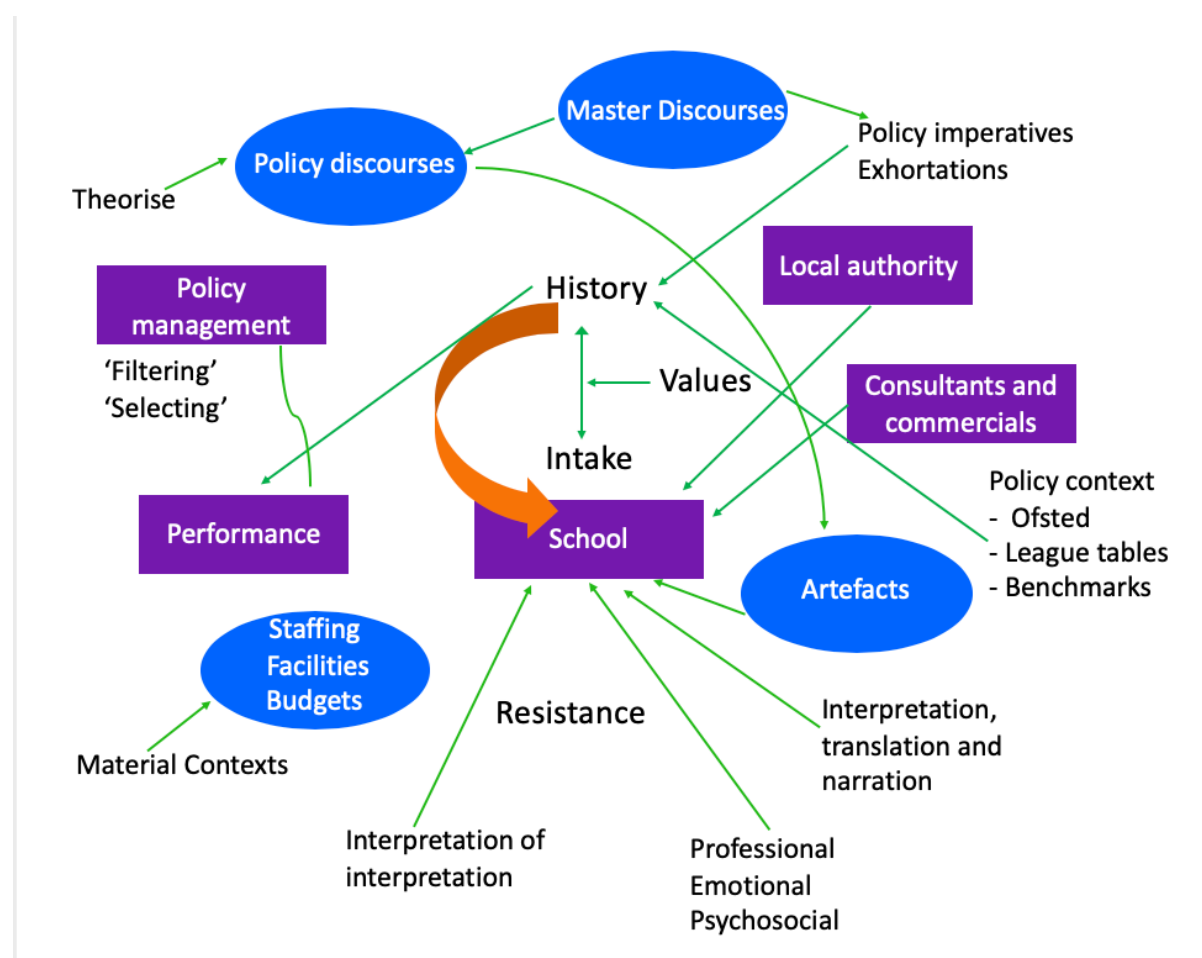 Master Discourses
Policy imperatives
Exhortations
Policy discourses
Theorise
Local authority
Policy
management
History
‘Filtering’
‘Selecting’
Values
Consultants and
commercials
Intake
Policy context
- Ofsted
- League tables
- Benchmarks
Performance
School
Artefacts
Staffing
Facilities
Budgets
Resistance
Interpretation,
translation and
narration
Material Contexts
Interpretation of
interpretation
Professional
Emotional
Psychosocial